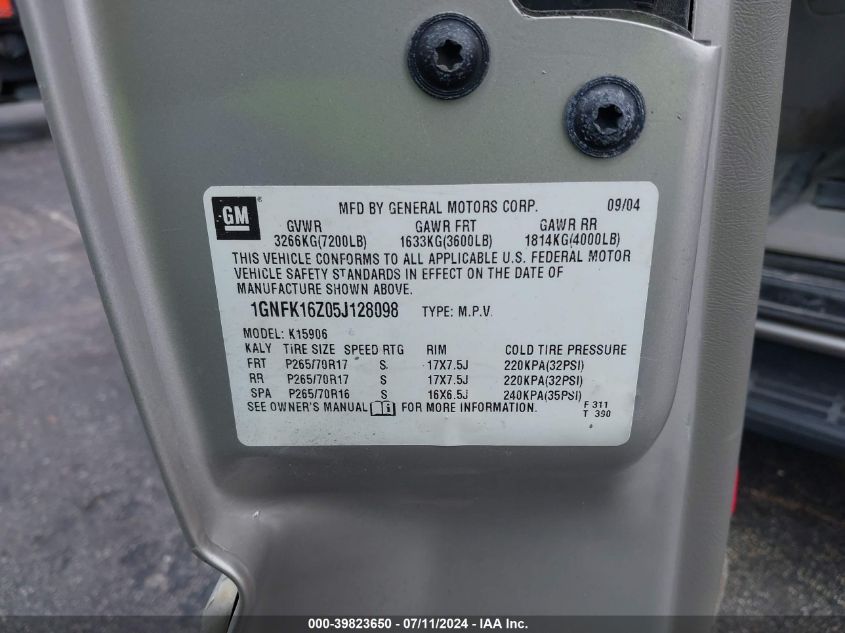 GM
MFD BY GENERAL MOTORS CORP. 09/04
GVWR GAWR FRT GAWR RR
3266KG(7200LB) 1633KG(3600LB) 1814KG(4000LB)
THIS VEHICLE CONFORMS TO ALL APPLICABLE U.S. FEDERAL MOTOR
VEHICLE SAFETY STANDARDS IN EFFECT ON THE DATE OF
MANUFACTURE SHOWN ABOVE.
1GNFK16Z05J128098 TYPE: M.P.V.
MODEL: K15906
KALY TIRE SIZE SPEED RTG RIM COLD TIRE PRESSURE
FRT P265/70R17 S 17X7.5J 220KPA(32PSI)
RR P265/70R17 S 17X7.5J 220KPA(32PSI)
SPA P265/70R16 S 16X6.5J 240KPA(35PSI)
SEE OWNER'S MANUAL FOR MORE INFORMATION.
F 311
T 390
000-39823650 - 07/11/2024 - IAA Inc.